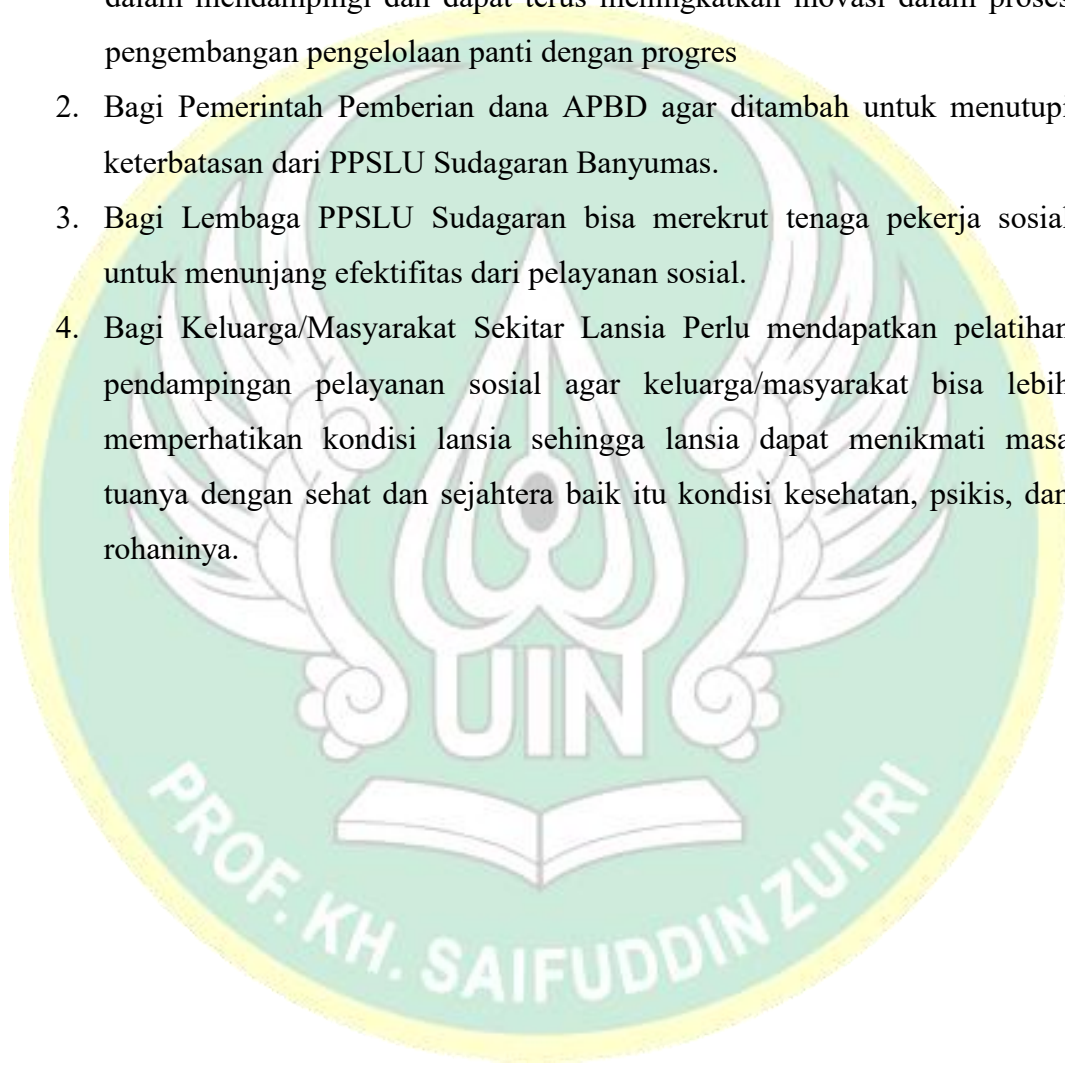 dalam mendampingi dan dapat terus meningkatkan inovasi dalam proses
pengembangan pengelolaan panti dengan progres
2. Bagi Pemerintah Pemberian dana APBD agar ditambah untuk menutupi
keterbatasan dari PPSLU Sudagaran Banyumas.
3. Bagi Lembaga PPSLU Sudagaran bisa merekrut tenaga pekerja sosial
untuk menunjang efektifitas dari pelayanan sosial.
4. Bagi Keluarga/Masyarakat Sekitar Lansia Perlu mendapatkan pelatihan
pendampingan pelayanan sosial agar keluarga/masyarakat bisa lebih
memperhatikan kondisi lansia sehingga lansia dapat menikmati masa
tuanya dengan sehat dan sejahtera baik itu kondisi kesehatan, psikis, dan
rohaninya.
UIN
PROF. KH. SAIFUDDIN ZUHRI